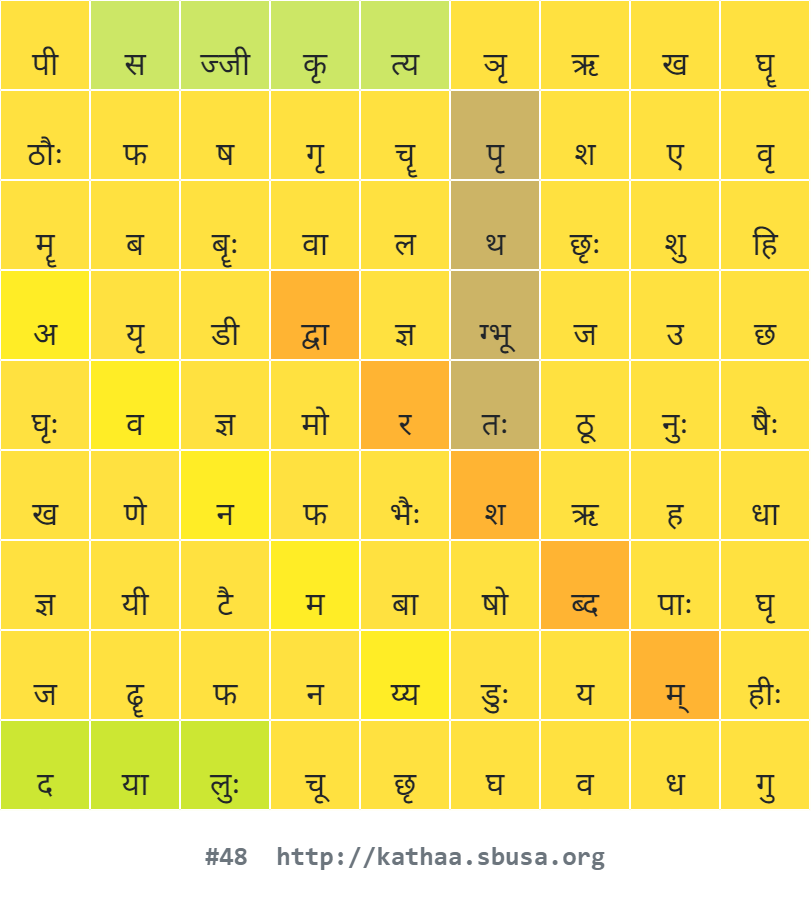 पी स ज्जी कृ त्य ञृ ऋ ख घॄ
ठौः फ ष गृ चॄ पृ श ए वृ
मॄ ब बॄः वा ल थ छृः शु हि
अ यृ डी द्वा ज्ञ ग्भू ज उ छ
घृः व ज्ञ मो र तः ठू नुः षैः
ख णे न फ भैः श ऋ ह धा
ज्ञ यी टै म बा षो ब्द पाः घृ
ज ढॄ फ न य्य डुः य म् हीः
द या लुः चू छृ घ व ध गु
#48 http://kathaa.sbusa.org